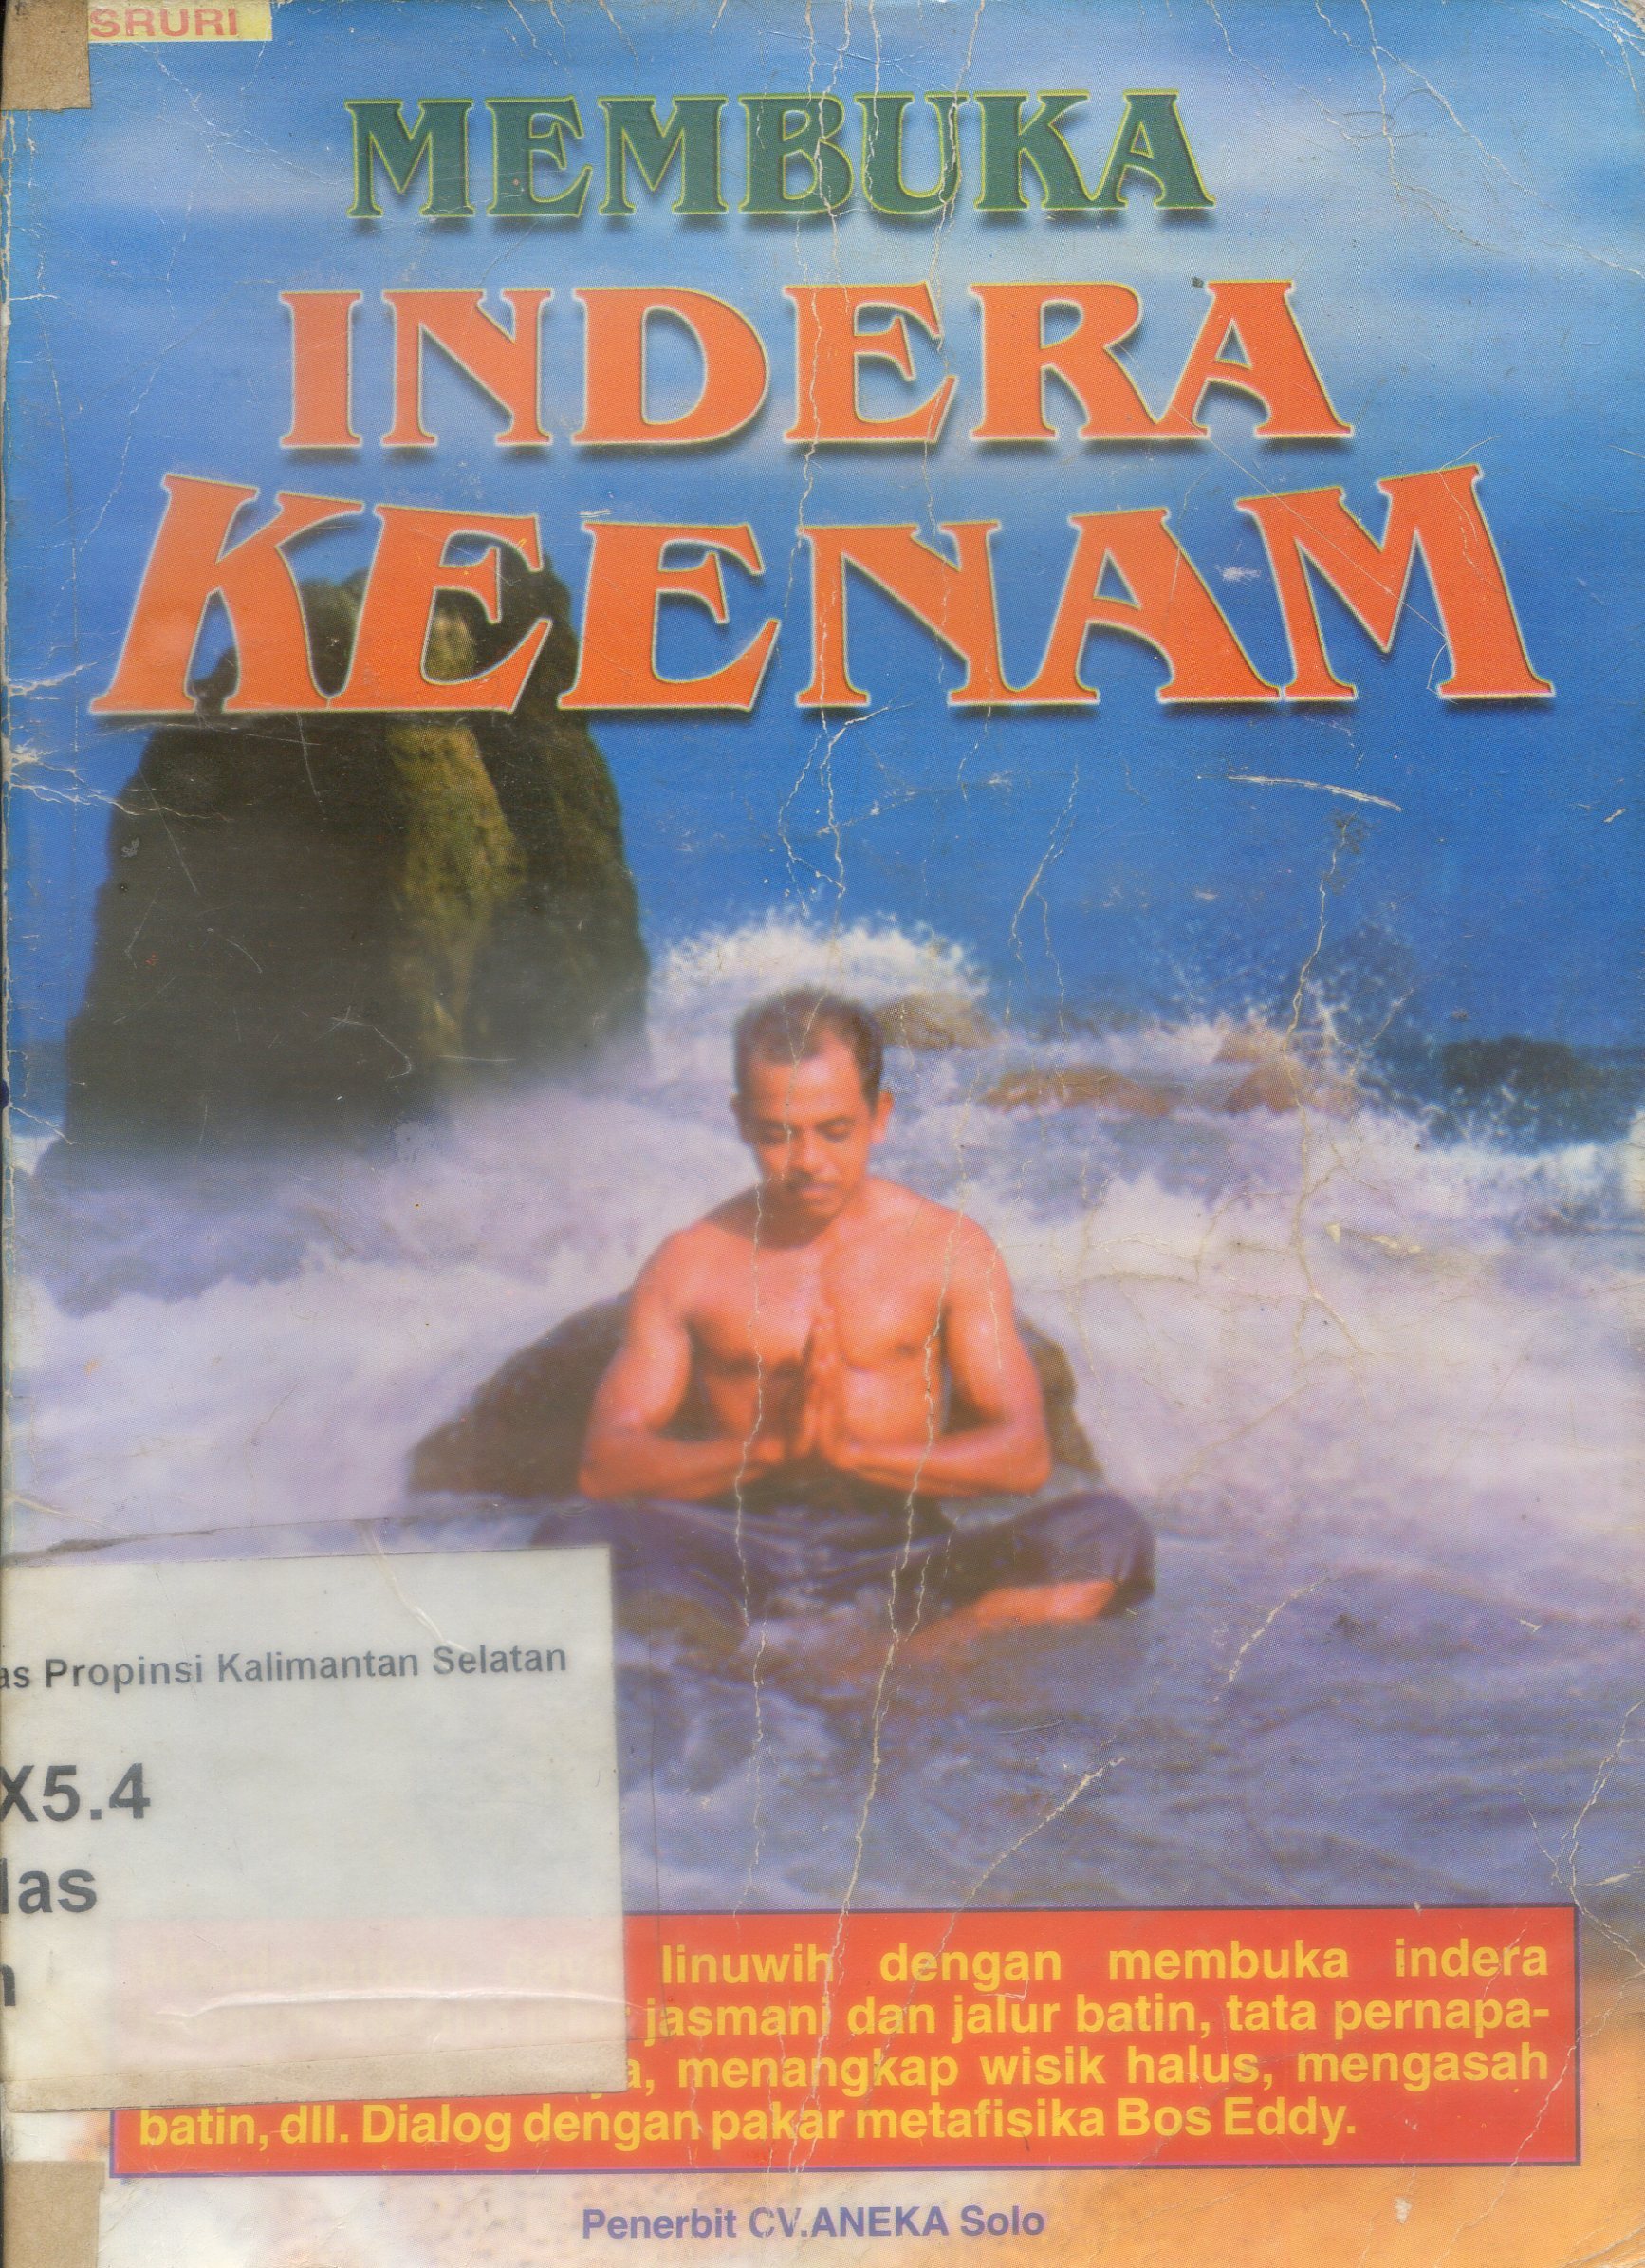 SRURI
MEMBUKA
INDERA
KEENAM
as Propinsi Kalimantan Selatan
X5.4
las
linuwih dengan membuka indera
jasmani dan jalur batin, tata pernapa-
a, menangkap wisik halus, mengasah
batin, dll. Dialog dengan pakar metafisika Bos Eddy.
Penerbit CV.ANEKA Solo